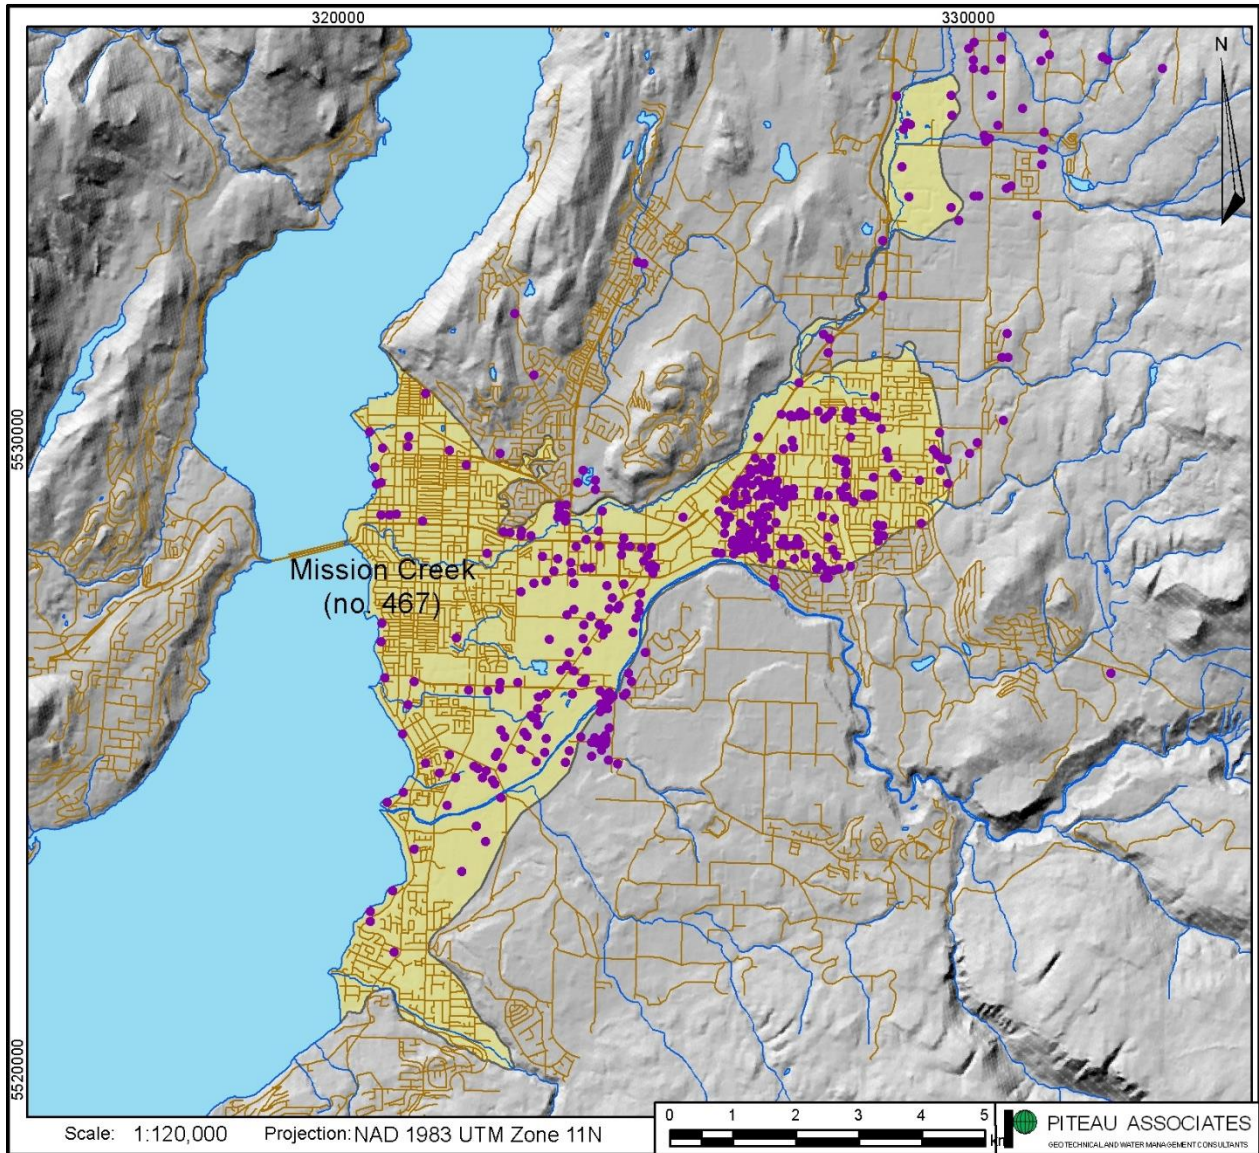 320000
330000
N
5530000
Mission Creek
(no. 467)
5520000
Scale: 1:120,000 Projection: NAD 1983 UTM Zone 11N
0 1 2 3 4 5
PITEAU ASSOCIATES
GEOTECHNICAL AND WATER MANAGEMENT CONSULTANTS